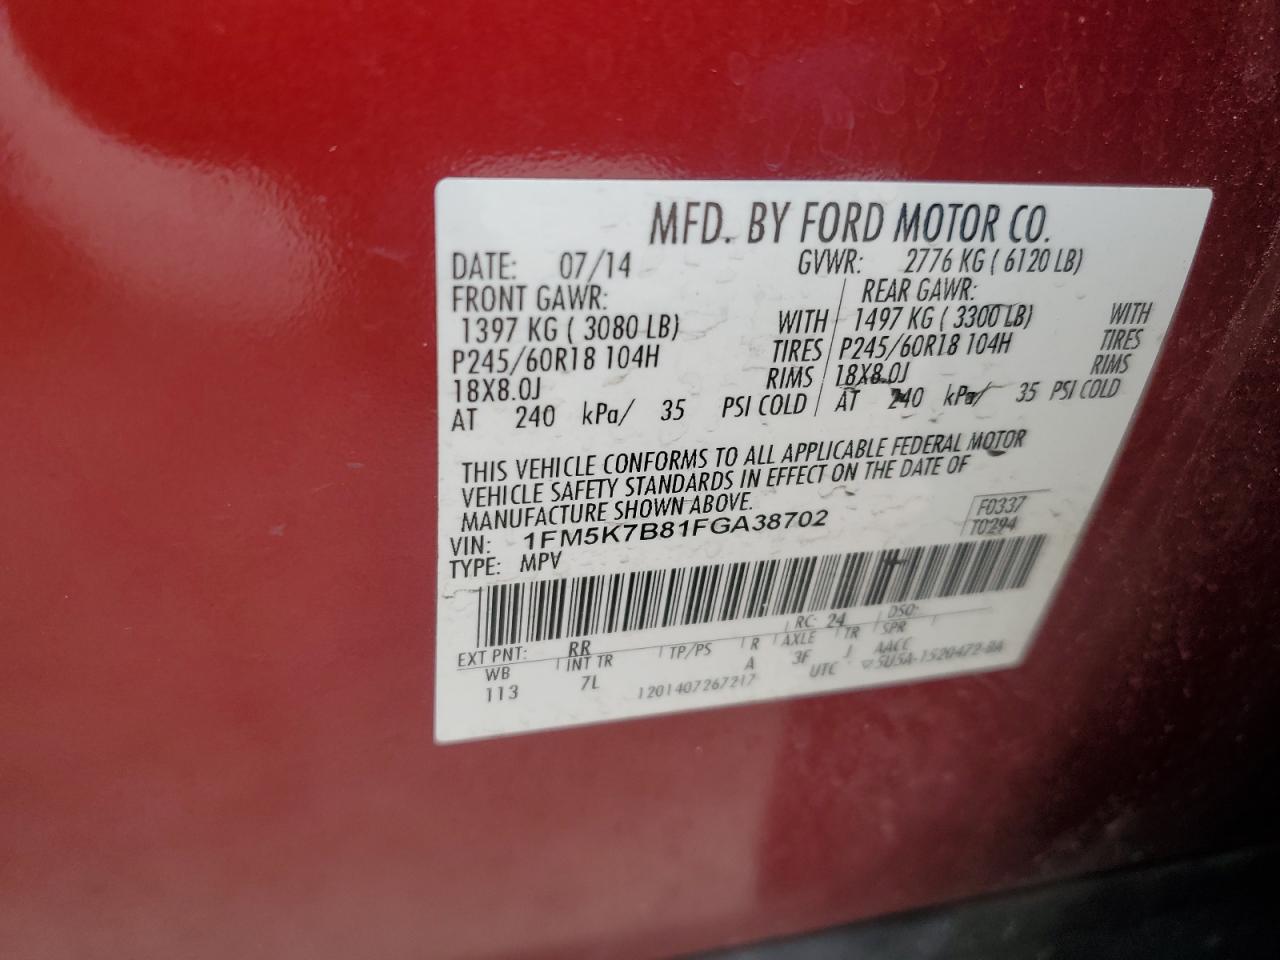 MFD. BY FORD MOTOR CO.
DATE: 07/14 GVWR: 2776 KG ( 6120 LB)
FRONT GAWR: REAR GAWR:
1397 KG ( 3080 LB) WITH 1497 KG ( 3300 LB) WITH
P245/60R18 104H TIRES P245/60R18 104H TIRES
18X8.0J RIMS 18X8.0J RIMS
AT 240 kPa/ 35 PSI COLD AT 240 kPa/ 35 PSI COLD
THIS VEHICLE CONFORMS TO ALL APPLICABLE FEDERAL MOTOR
VEHICLE SAFETY STANDARDS IN EFFECT ON THE DATE OF
MANUFACTURE SHOWN ABOVE.
VIN: 1FM5K7B81FGA38702 F0337
TYPE: MPV T0294
EXT PNT: RR RC: 24 DSO:
WB INT TR TP/PS R AXLE TR SPR
113 7L A 3F J AACC
1201407267217 UTC 5U5A-1520472-BA